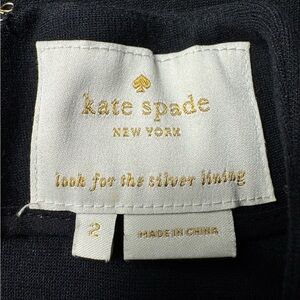 kate spade
NEW YORK
look for the silver lining
2
MADE IN CHINA